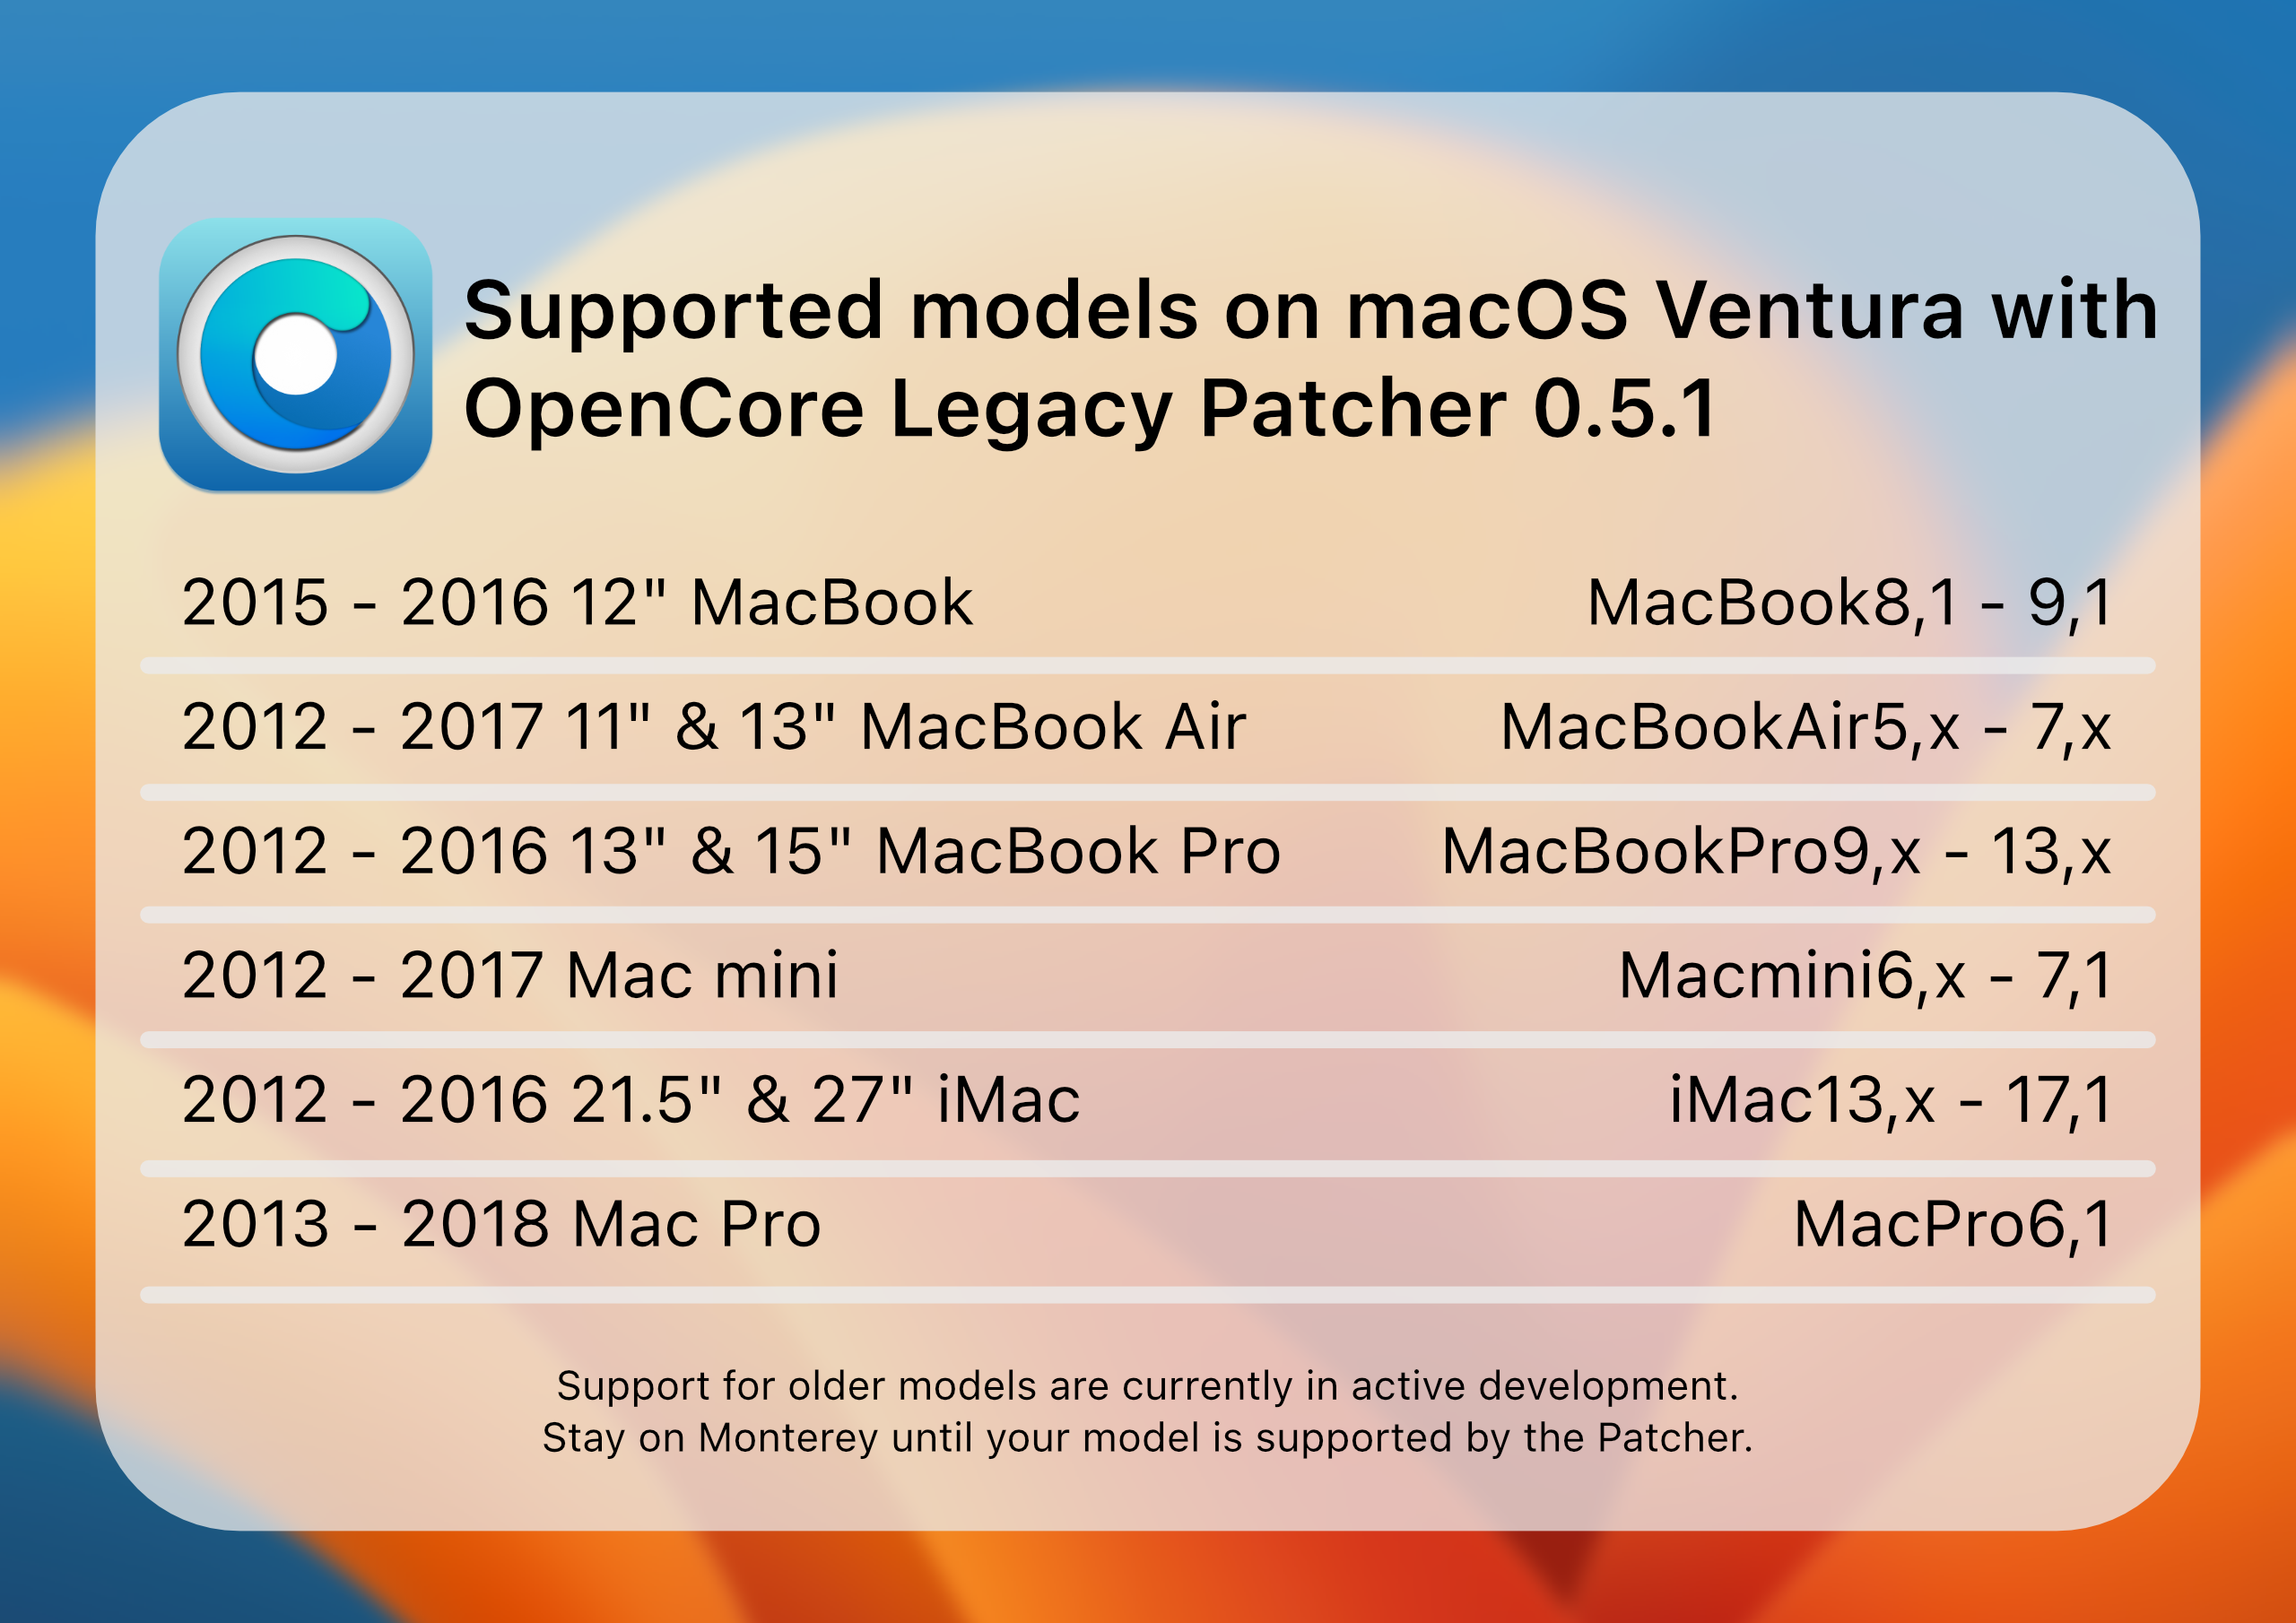 Supported models on macOS Ventura with
OpenCore Legacy Patcher 0.5.1
2015 - 2016 12" MacBook MacBook8,1 - 9,1
2012 - 2017 11" & 13" MacBook Air MacBookAir5,x - 7,x
2012 - 2016 13" & 15" MacBook Pro MacBookPro9,x - 13,x
2012 - 2017 Mac mini Macmini6,x - 7,1
2012 - 2016 21.5" & 27" iMac iMac13,x - 17,1
2013 - 2018 Mac Pro MacPro6,1
Support for older models are currently in active development.
Stay on Monterey until your model is supported by the Patcher.